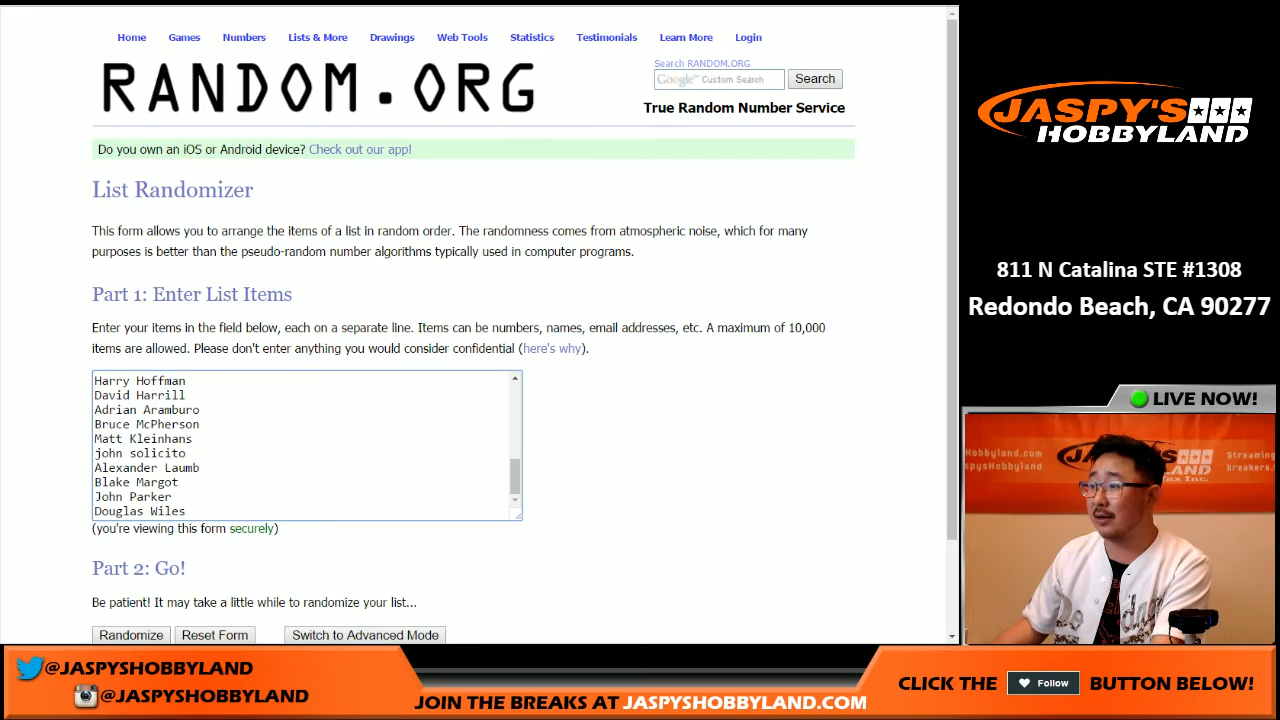 Home Games Numbers Lists & More Drawings Web Tools Statistics Testimonials Learn More Login
RANDOM.ORG
Search RANDOM.ORG
Google™ Custom Search Search
True Random Number Service
Do you own an iOS or Android device? Check out our app!
List Randomizer
This form allows you to arrange the items of a list in random order. The randomness comes from atmospheric noise, which for many
purposes is better than the pseudo-random number algorithms typically used in computer programs.
Part 1: Enter List Items
Enter your items in the field below, each on a separate line. Items can be numbers, names, email addresses, etc. A maximum of 10,000
items are allowed. Please don't enter anything you would consider confidential (here's why).
Harry Hoffman
David Harrill
Adrian Aramburo
Bruce McPherson
Matt Kleinhans
john solicito
Alexander Laumb
Blake Margot
John Parker
Douglas Wiles
(you're viewing this form securely)
Part 2: Go!
Be patient! It may take a little while to randomize your list...
Randomize Reset Form Switch to Advanced Mode
JASPY'S
HOBBYLAND
811 N Catalina STE #1308
Redondo Beach, CA 90277
LIVE NOW!
@JASPYSHOBBYLAND
@JASPYSHOBBYLAND
JOIN THE BREAKS AT JASPYSHOBBYLAND.COM
CLICK THE Follow BUTTON BELOW!